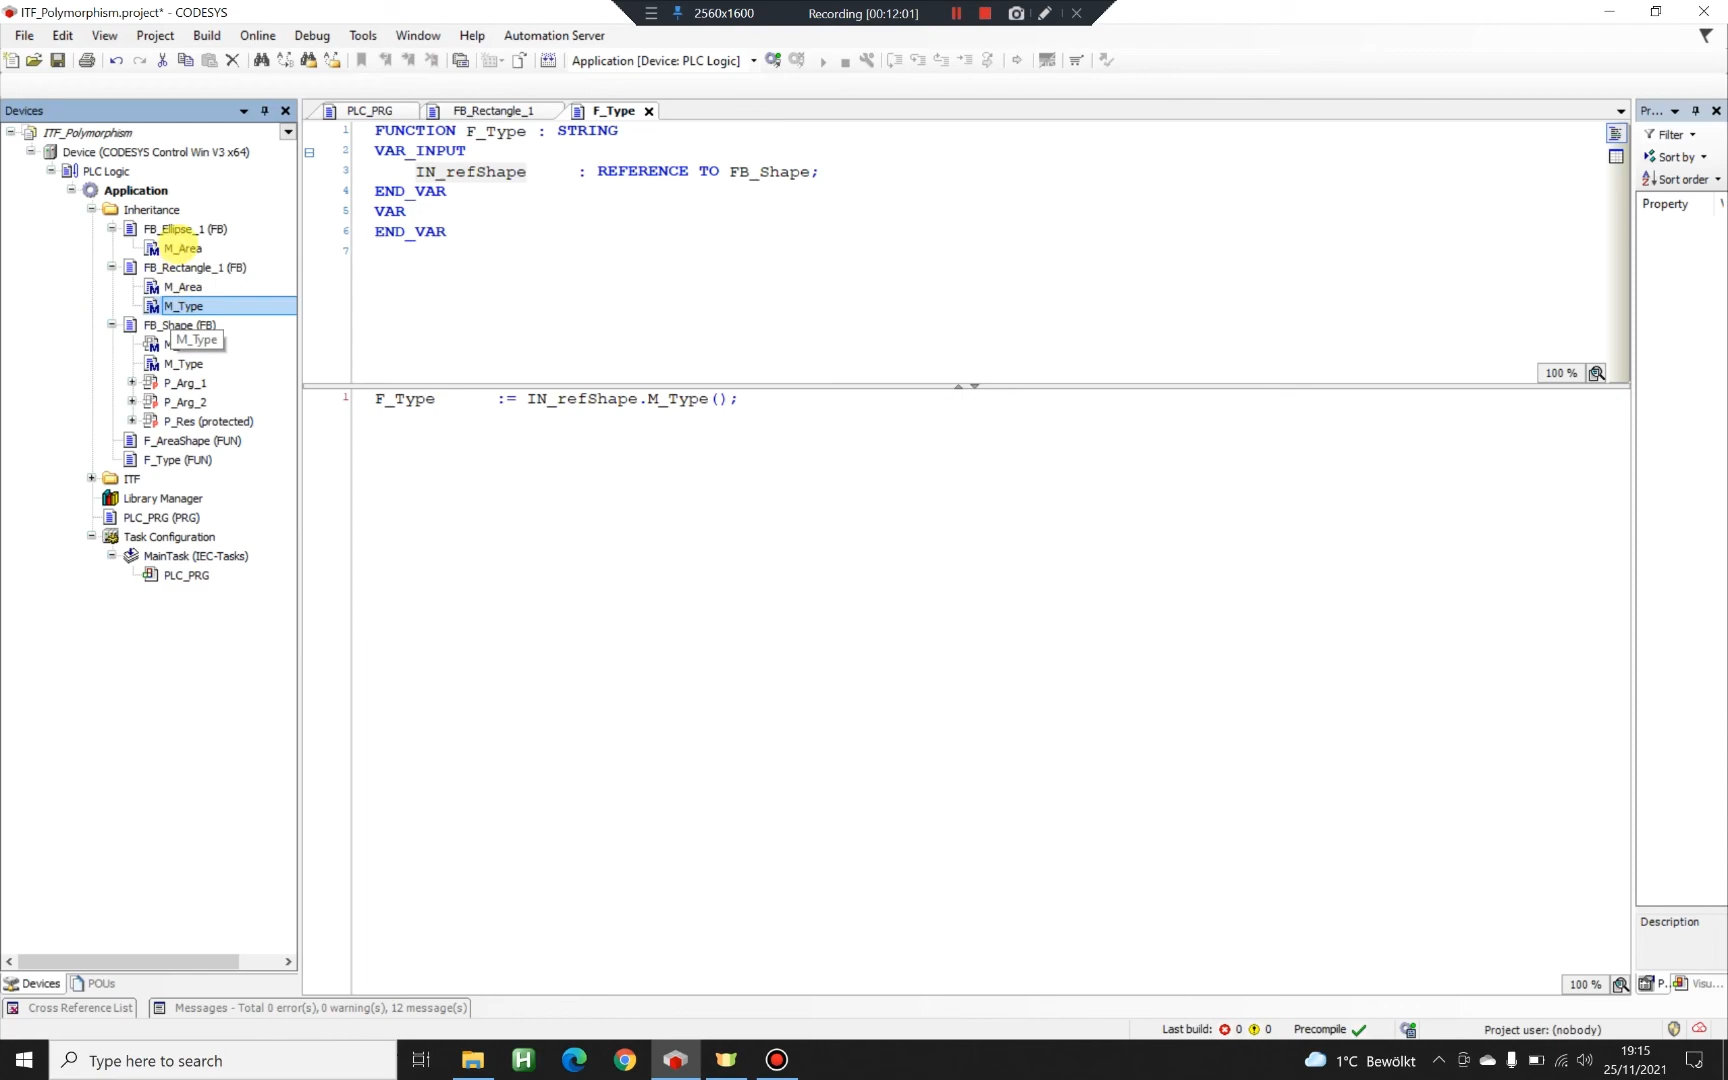 ITF_Polymorphism.project* - CODESYS
2560x1600
Recording [00:12:01]
File Edit View Project Build Online Debug Tools Window Help Automation Server
Application [Device: PLC Logic]
Devices
ITF_Polymorphism
Device (CODESYS Control Win V3 x64)
PLC Logic
Application
Inheritance
FB_Ellipse_1 (FB)
M_Area
FB_Rectangle_1 (FB)
M_Area
M_Type
FB_Shape (FB)
M_Type
M_Type
P_Arg_1
P_Arg_2
P_Res (protected)
F_AreaShape (FUN)
F_Type (FUN)
ITF
Library Manager
PLC_PRG (PRG)
Task Configuration
MainTask (IEC-Tasks)
PLC_PRG
Devices POUs
PLC_PRG FB_Rectangle_1 F_Type
1 FUNCTION F_Type : STRING
2 VAR_INPUT
3 IN_refShape : REFERENCE TO FB_Shape;
4 END_VAR
5 VAR
6 END_VAR
7
100 %
1 F_Type := IN_refShape.M_Type();
100 %
Pr...
Filter
Sort by
Sort order
Property
Description
P.. Visu...
Cross Reference List Messages - Total 0 error(s), 0 warning(s), 12 message(s)
Last build: 0 0 Precompile Project user: (nobody)
Type here to search
1°C Bewölkt
19:15
25/11/2021